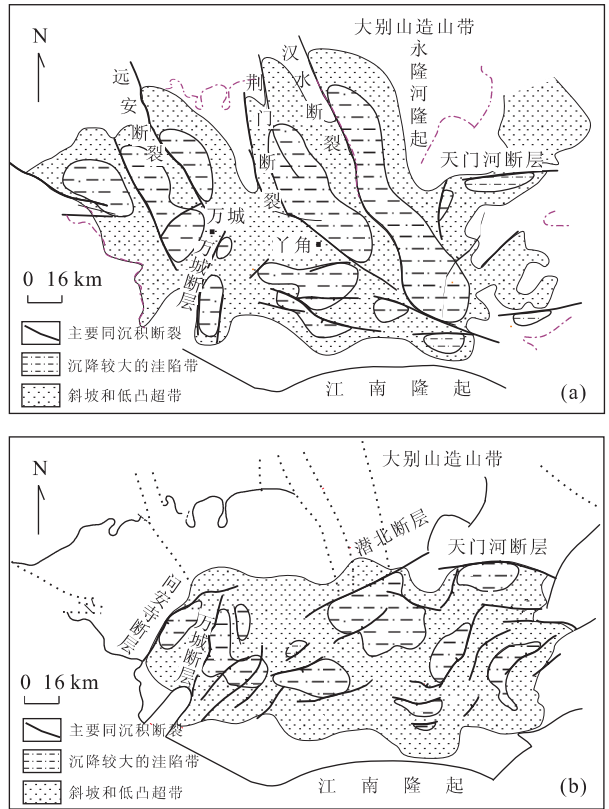 大别山造山带
N
永隆河隆起
汉水断裂
荆门断裂
远安断裂
天门河断层
万城
万城断层
丫角
0 16 km
主要同沉积断裂
沉降较大的洼陷带
斜坡和低凸超带
江南隆起
(a)
大别山造山带
N
潜北断层
天门河断层
问安寺断层
万城断层
0 16 km
主要同沉积断裂
沉降较大的洼陷带
斜坡和低凸超带
江南隆起
(b)